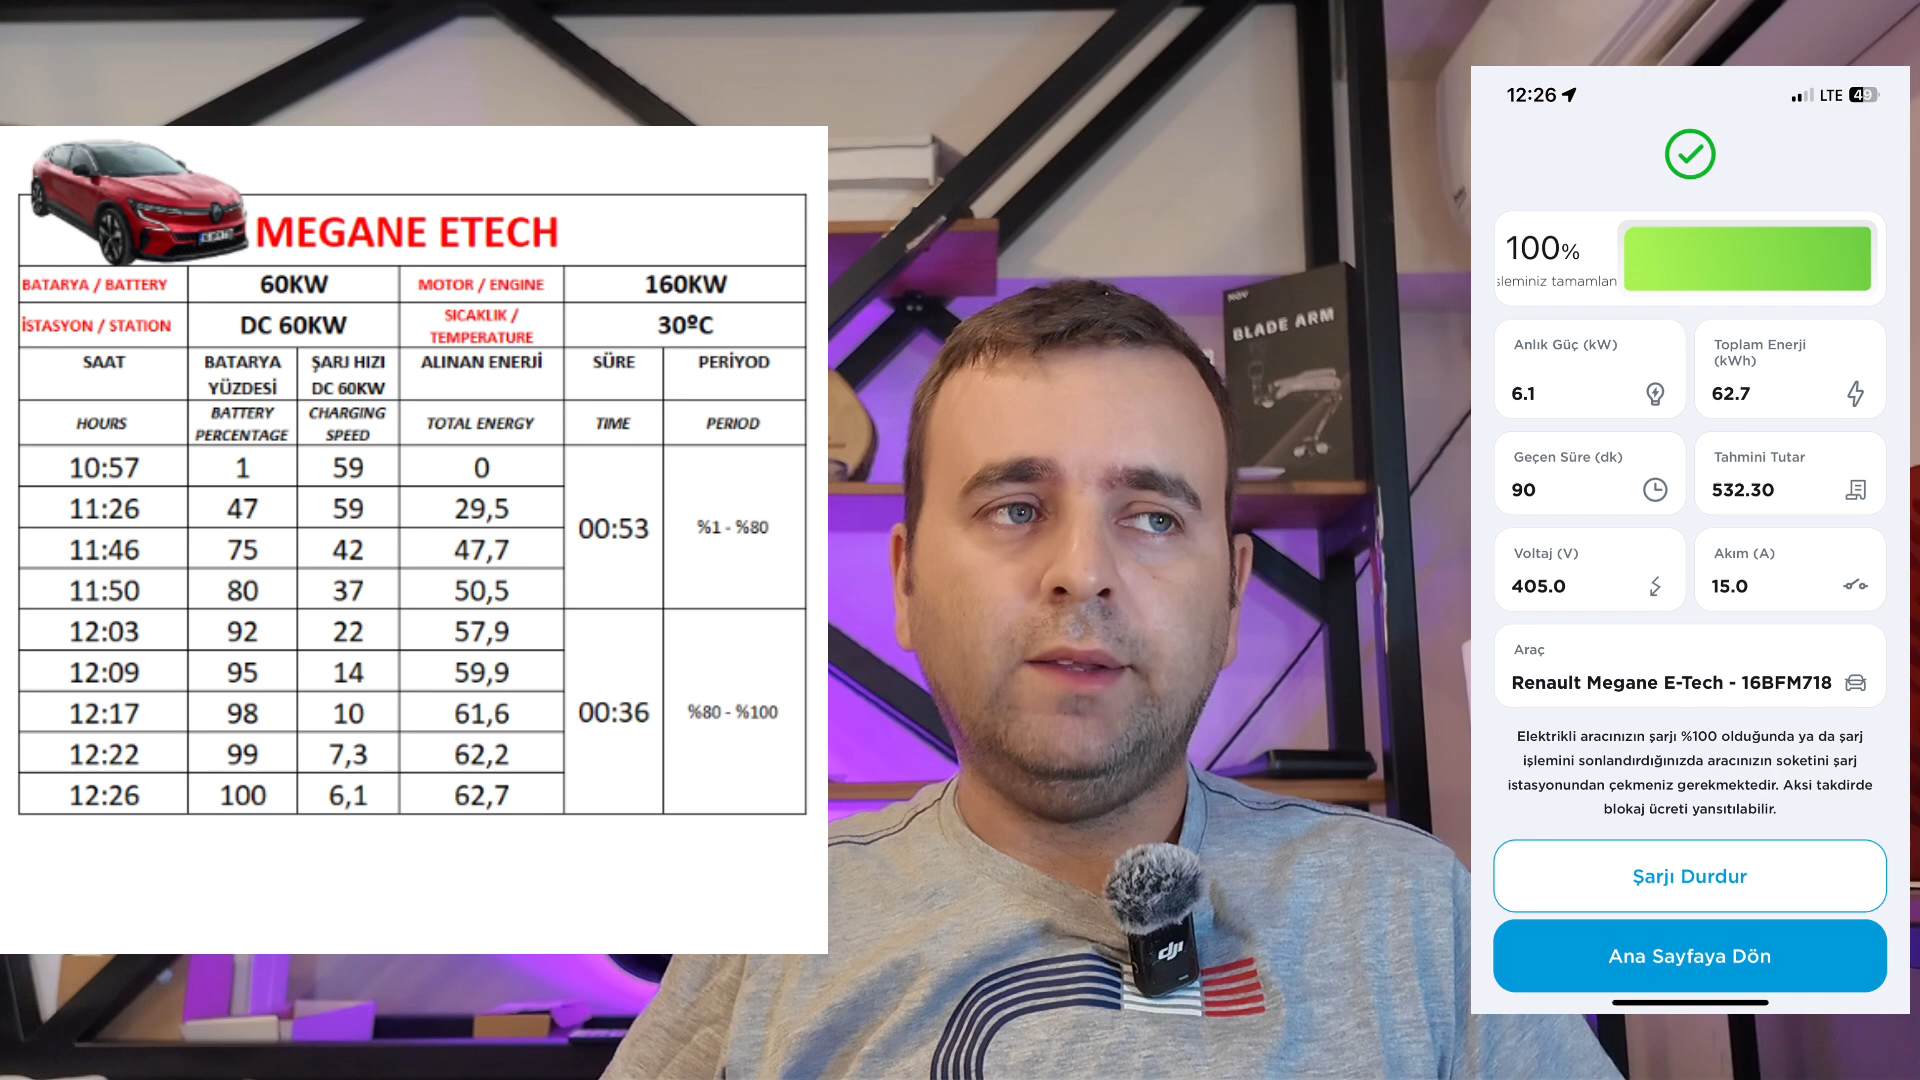 MEGANE ETECH
BATARYA / BATTERY 60KW MOTOR / ENGINE 160KW
İSTASYON / STATION DC 60KW SICAKLIK / TEMPERATURE 30ºC
SAAT BATARYA YÜZDESİ ŞARJ HIZI DC 60KW ALINAN ENERJİ SÜRE PERİYOD
HOURS BATTERY PERCENTAGE CHARGING SPEED TOTAL ENERGY TIME PERIOD
10:57 1 59 0
11:26 47 59 29,5
00:53 %1 - %80
11:46 75 42 47,7
11:50 80 37 50,5
12:03 92 22 57,9
12:09 95 14 59,9
12:17 98 10 61,6
00:36 %80 - %100
12:22 99 7,3 62,2
12:26 100 6,1 62,7
BLADE ARM
dji
12:26 LTE 49
100%
şleminiz tamamlan
Anlık Güç (kW)
6.1
Toplam Enerji
(kWh)
62.7
Geçen Süre (dk)
90
Tahmini Tutar
532.30
Voltaj (V)
405.0
Akım (A)
15.0
Araç
Renault Megane E-Tech - 16BFM718
Elektrikli aracınızın şarjı %100 olduğunda ya da şarj
işlemini sonlandırdığınızda aracınızın soketini şarj
istasyonundan çekmeniz gerekmektedir. Aksi takdirde
blokaj ücreti yansıtılabilir.
Şarjı Durdur
Ana Sayfaya Dön